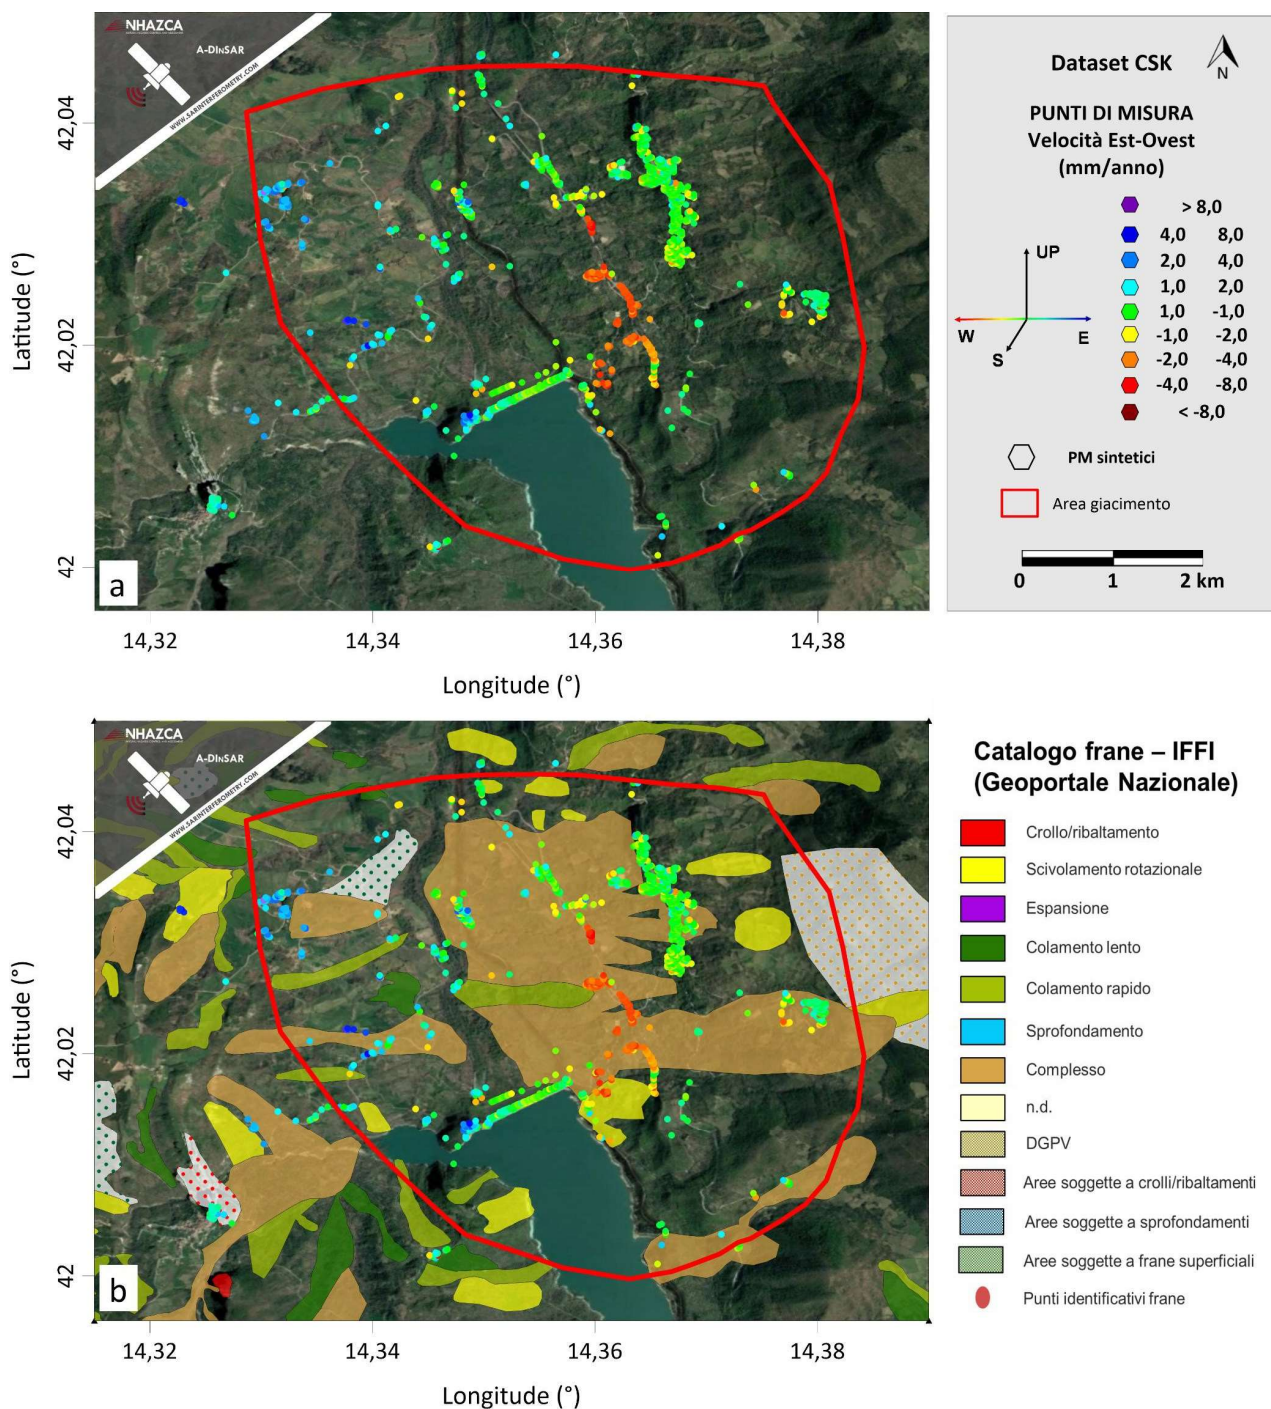 NHAZCA
A-DInSAR
WWW.SARINTERFEROMETRY.COM
Latitude (°)
42,04
42,02
42
a
14,32
14,34
14,36
14,38
Longitude (°)
Dataset CSK
N
PUNTI DI MISURA
Velocità Est-Ovest
(mm/anno)
> 8,0
4,0 8,0
2,0 4,0
1,0 2,0
1,0 -1,0
-1,0 -2,0
-2,0 -4,0
-4,0 -8,0
< -8,0
UP
W
E
S
PM sintetici
Area giacimento
0 1 2 km
NHAZCA
A-DInSAR
WWW.SARINTERFEROMETRY.COM
Latitude (°)
42,04
42,02
42
b
14,32
14,34
14,36
14,38
Longitude (°)
Catalogo frane – IFFI
(Geoportale Nazionale)
Crollo/ribaltamento
Scivolamento rotazionale
Espansione
Colamento lento
Colamento rapido
Sprofondamento
Complesso
n.d.
DGPV
Aree soggette a crolli/ribaltamenti
Aree soggette a sprofondamenti
Aree soggette a frane superficiali
Punti identificativi frane